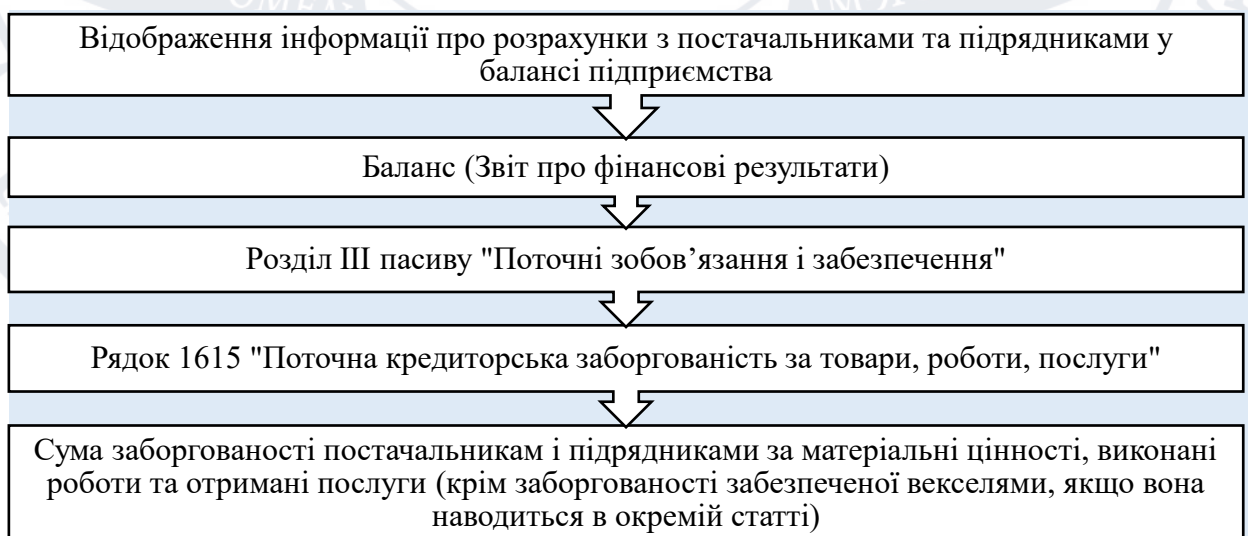 Відображення інформації про розрахунки з постачальниками та підрядниками у
балансі підприємства
Баланс (Звіт про фінансові результати)
Розділ III пасиву "Поточні зобов’язання і забезпечення"
Рядок 1615 "Поточна кредиторська заборгованість за товари, роботи, послуги"
Сума заборгованості постачальникам і підрядниками за матеріальні цінності, виконані
роботи та отримані послуги (крім заборгованості забезпеченої векселями, якщо вона
наводиться в окремій статті)